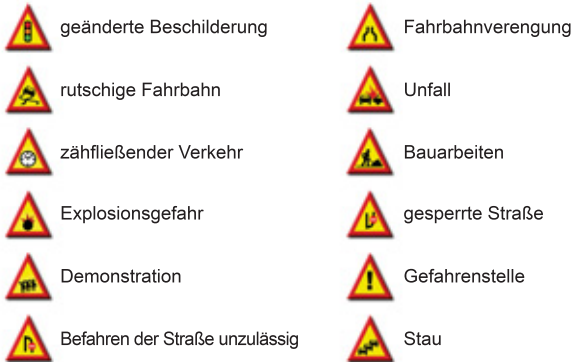 geänderte Beschilderung
Fahrbahnverengung
rutschige Fahrbahn
Unfall
zähfließender Verkehr
Bauarbeiten
Explosionsgefahr
gesperrte Straße
Demonstration
Gefahrenstelle
Befahren der Straße unzulässig
Stau